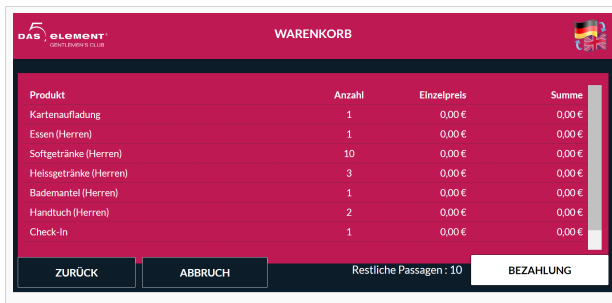 5.
DAS ELEMENT
GENTLEMEN'S CLUB
WARENKORB
Produkt Anzahl Einzelpreis Summe
Kartenaufladung 1 0,00 € 0,00 €
Essen (Herren) 1 0,00 € 0,00 €
Softgetränke (Herren) 10 0,00 € 0,00 €
Heissgetränke (Herren) 3 0,00 € 0,00 €
Bademantel (Herren) 1 0,00 € 0,00 €
Handtuch (Herren) 2 0,00 € 0,00 €
Check-In 1 0,00 € 0,00 €
ZURÜCK ABBRUCH Restliche Passagen : 10 BEZAHLUNG